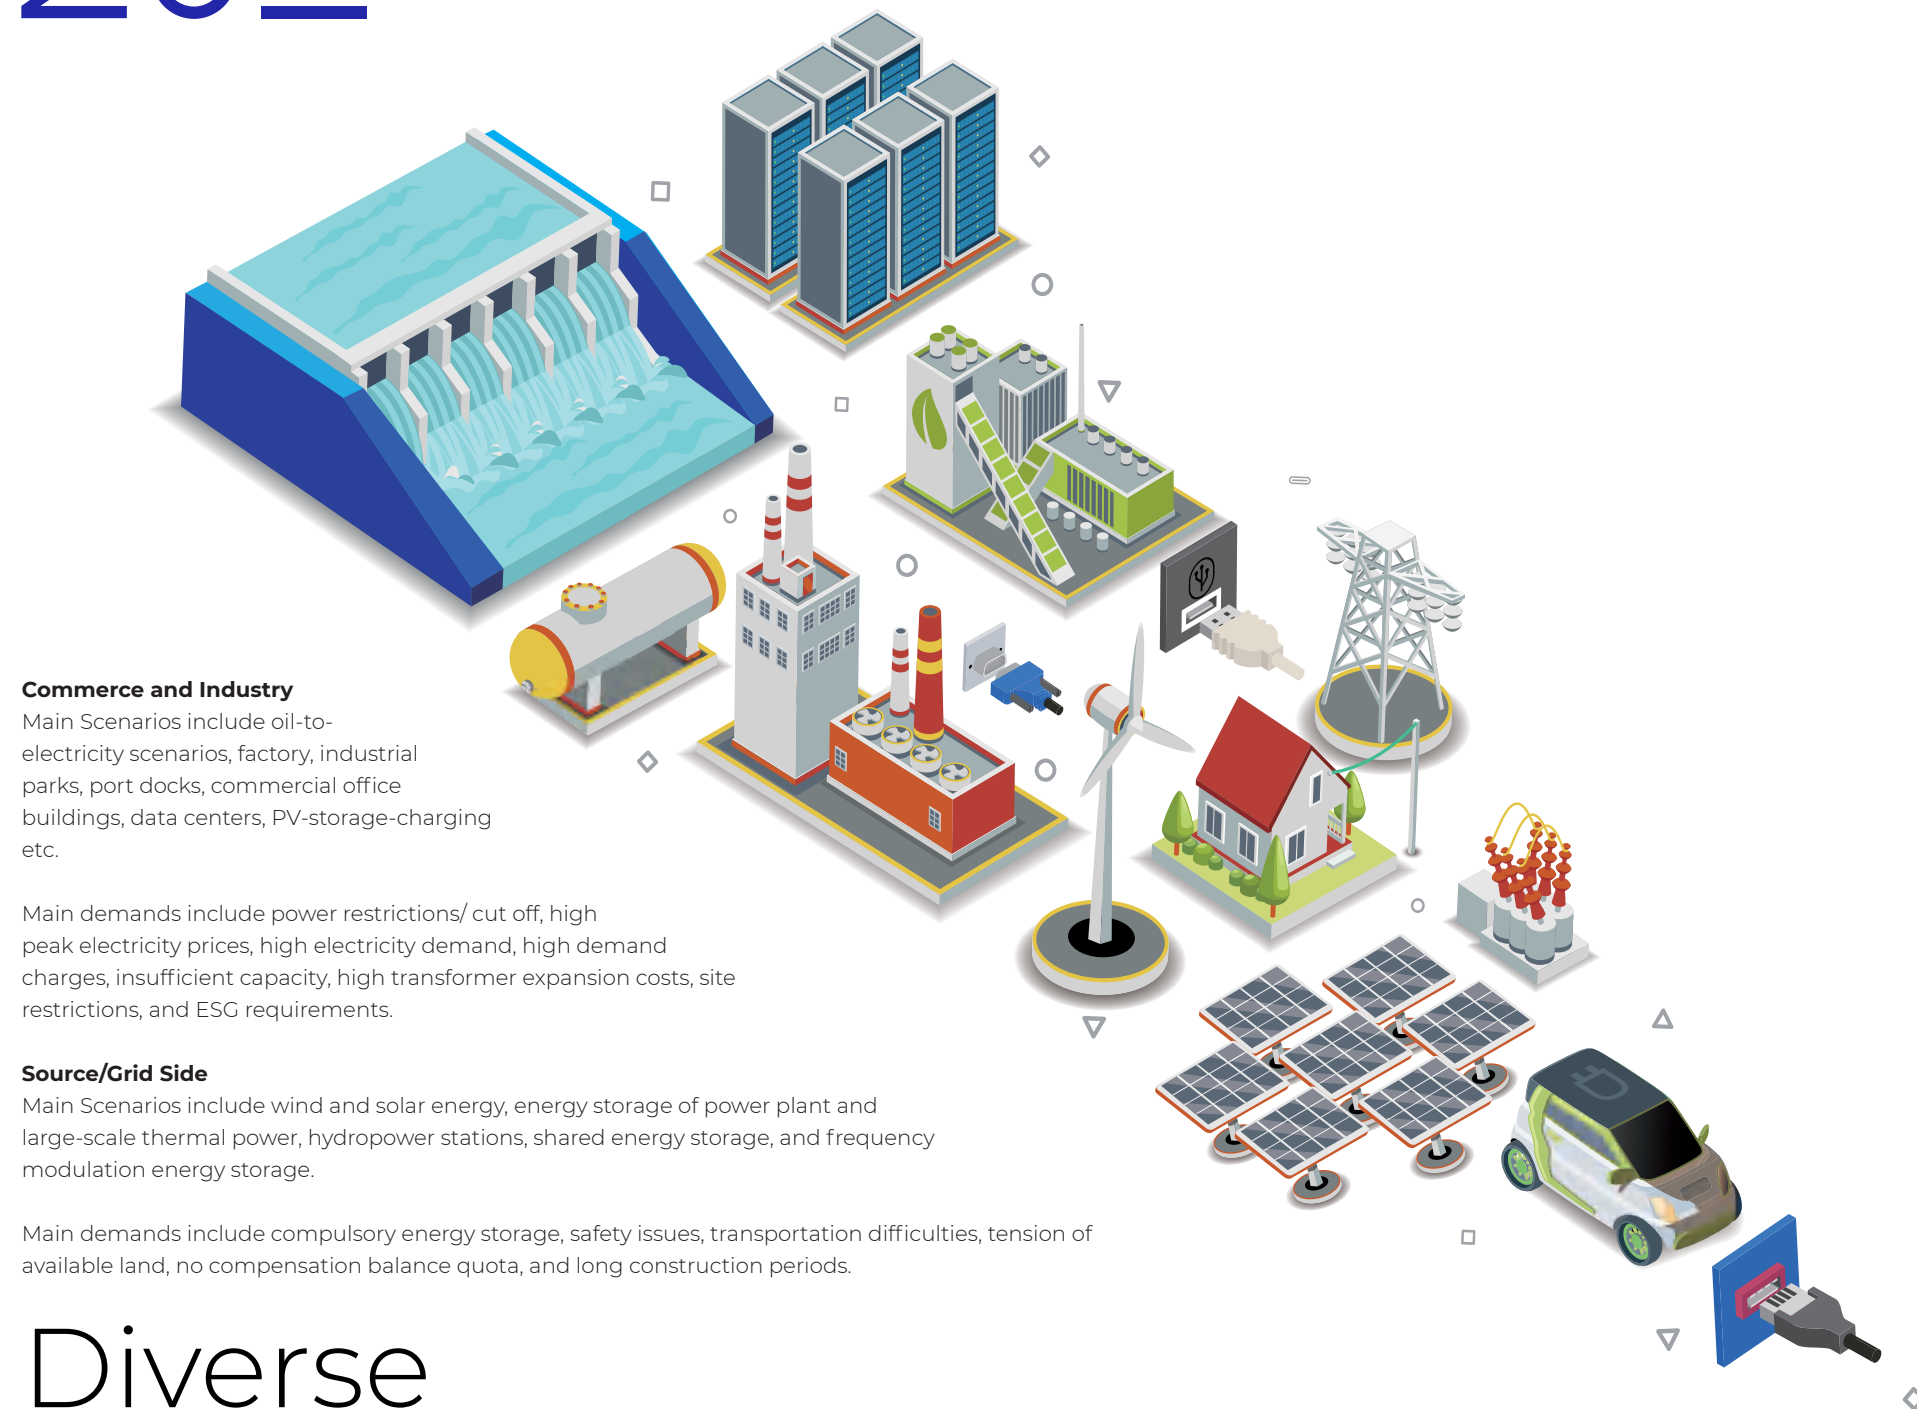 Commerce and Industry
Main Scenarios include oil-to-
electricity scenarios, factory, industrial
parks, port docks, commercial office
buildings, data centers, PV-storage-charging
etc.
Main demands include power restrictions/ cut off, high
peak electricity prices, high electricity demand, high demand
charges, insufficient capacity, high transformer expansion costs, site
restrictions, and ESG requirements.
Source/Grid Side
Main Scenarios include wind and solar energy, energy storage of power plant and
large-scale thermal power, hydropower stations, shared energy storage, and frequency
modulation energy storage.
Main demands include compulsory energy storage, safety issues, transportation difficulties, tension of
available land, no compensation balance quota, and long construction periods.
Diverse